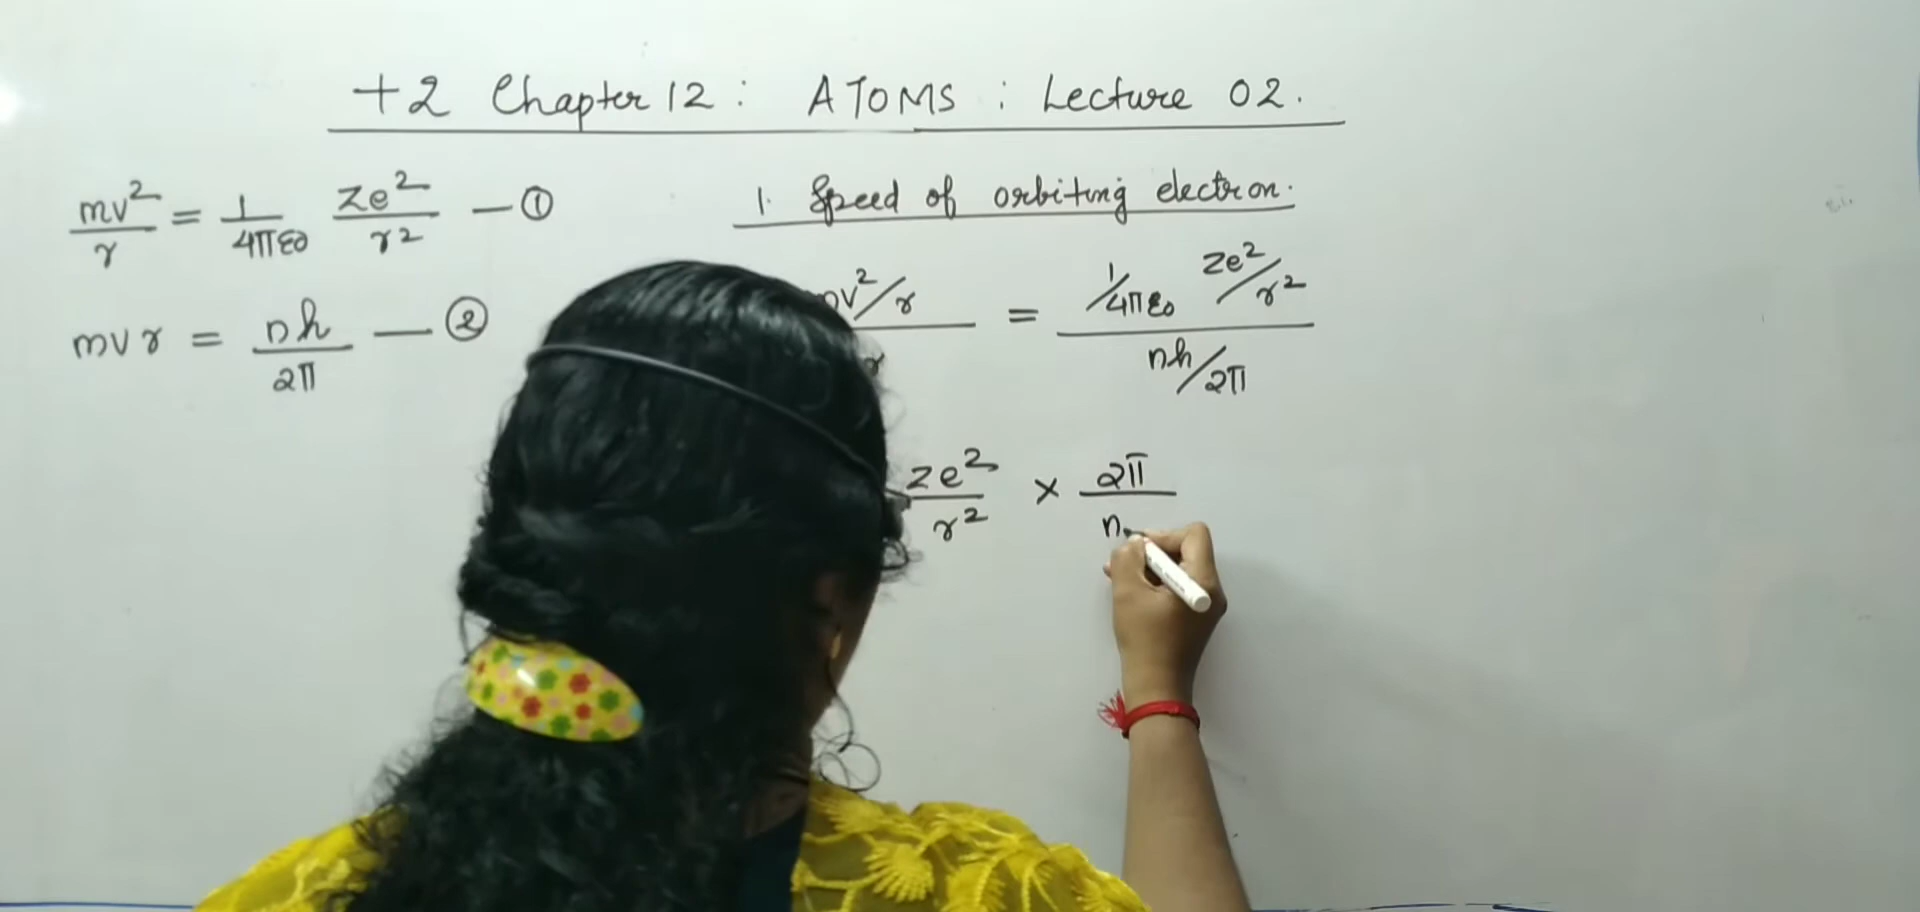 +2 Chapter 12 : ATOMS : Lecture 02.
mv²/r = 1/4πε0 Ze²/r² — ①
mvr = nh/2π — ②
1. Speed of orbiting electron.
v²/r = 1/4πε0 Ze²/r²
r nh/2π
Ze²/r² × 2π/n